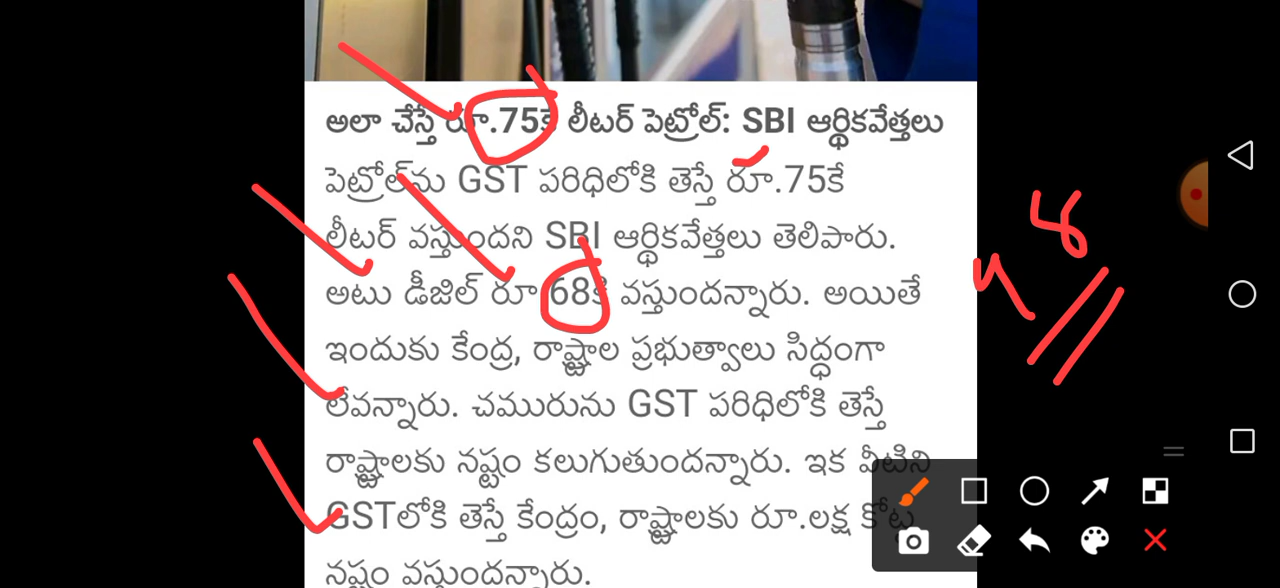 అలా చేస్తే రూ.75కే లీటర్ పెట్రోల్: SBI ఆర్థికవేత్తలు
పెట్రోల్‌ను GST పరిధిలోకి తెస్తే రూ.75కే
లీటర్ వస్తుందని SBI ఆర్థికవేత్తలు తెలిపారు.
అటు డీజిల్ రూ 68కి వస్తుందన్నారు. అయితే
ఇందుకు కేంద్ర, రాష్ట్రాల ప్రభుత్వాలు సిద్ధంగా
లేవన్నారు. చమురును GST పరిధిలోకి తెస్తే
రాష్ట్రాలకు నష్టం కలుగుతుందన్నారు. ఇక వీటిని
GSTలోకి తెస్తే కేంద్రం, రాష్ట్రాలకు రూ.లక్ష కోట్ల
నష్టం వస్తుందన్నారు.